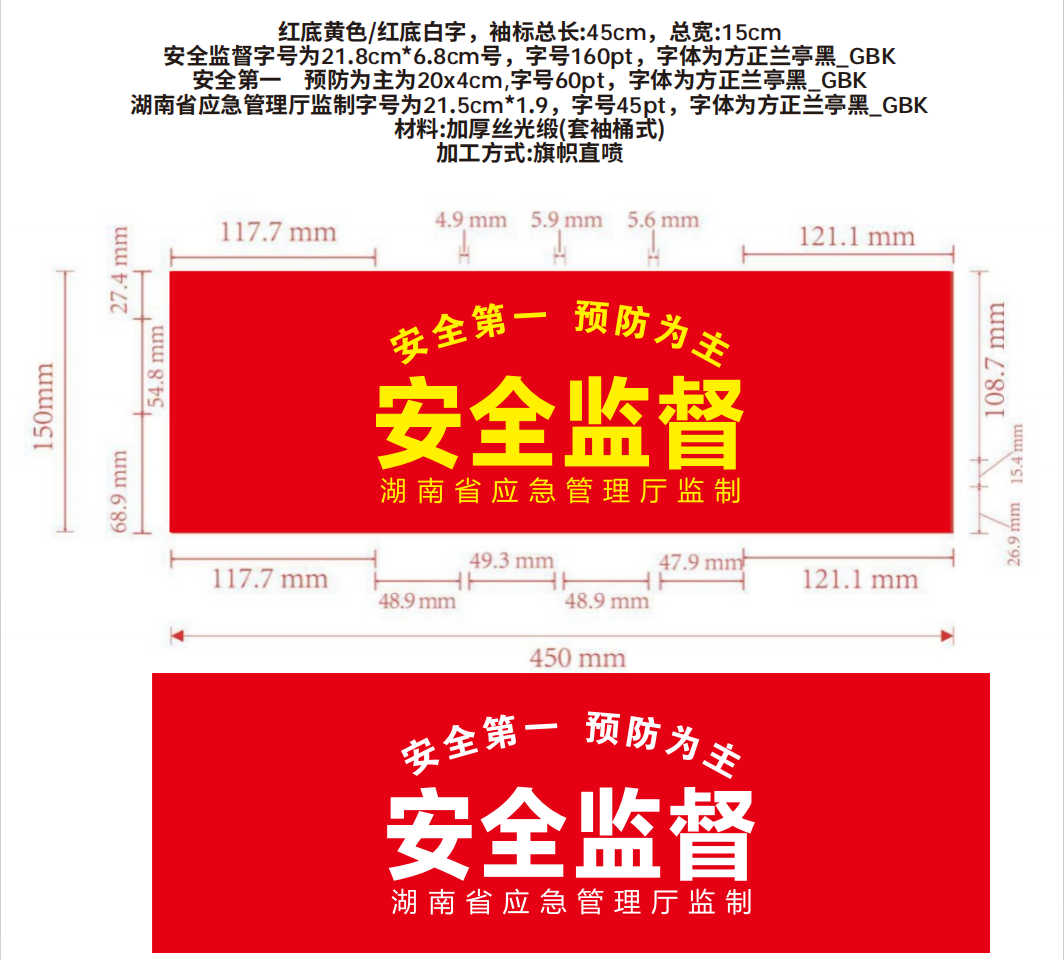 红底黄色/红底白字，袖标总长:45cm，总宽:15cm
安全监督字号为21.8cm*6.8cm号，字号160pt，字体为方正兰亭黑_GBK
安全第一　预防为主为20x4cm,字号60pt，字体为方正兰亭黑_GBK
湖南省应急管理厅监制字号为21.5cm*1.9，字号45pt，字体为方正兰亭黑_GBK
材料:加厚丝光缎(套袖桶式)
加工方式:旗帜直喷
4.9 mm 5.9 mm 5.6 mm
117.7 mm 121.1 mm
27.4 mm
54.8 mm
68.9 mm
150mm
安全第一 预防为主
安全监督
湖南省应急管理厅监制
108.7 mm
15.4 mm
26.9 mm
49.3 mm 47.9 mm
117.7 mm 121.1 mm
48.9 mm 48.9 mm
450 mm
安全第一 预防为主
安全监督
湖南省应急管理厅监制